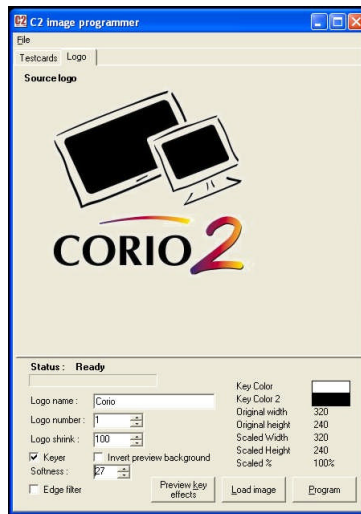 C2 C2 image programmer
File
Testcards Logo
Source logo
CORIO2
Status : Ready
Logo name : Corio
Logo number : 1
Logo shrink : 100
Keyer Invert preview background
Softness : 27
Edge filter
Key Color
Key Color 2
Original width 320
Original height 240
Scaled Width 320
Scaled Height 240
Scaled % 100%
Preview key effects
Load image
Program